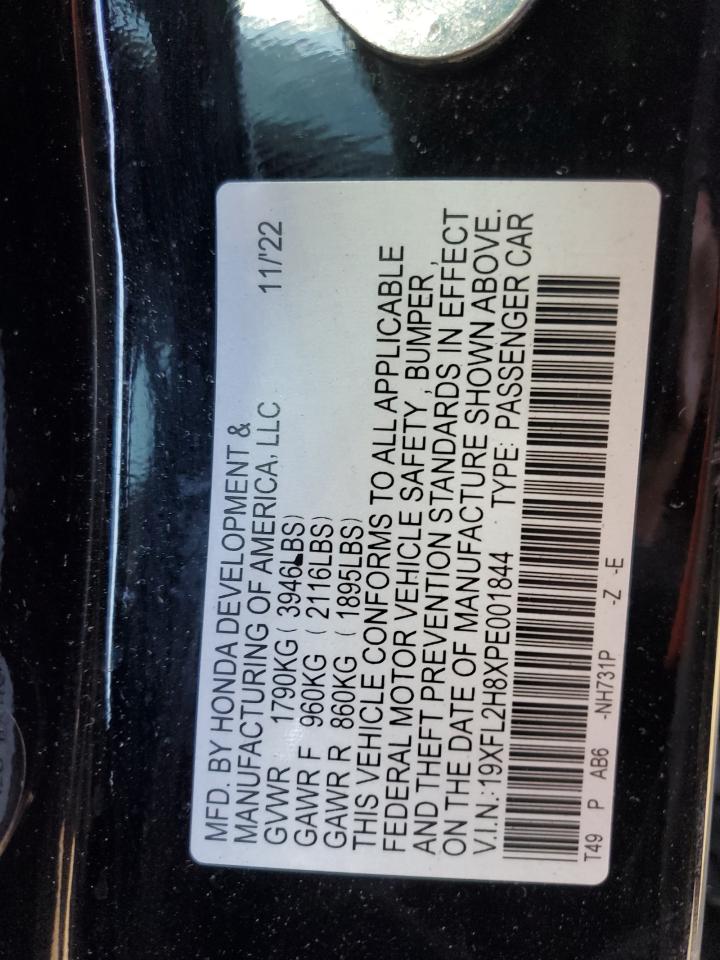 MFD. BY HONDA DEVELOPMENT &
MANUFACTURING OF AMERICA, LLC 11/'22
GVWR 1790KG ( 3946LBS)
GAWR F 960KG ( 2116LBS)
GAWR R 860KG ( 1895LBS)
THIS VEHICLE CONFORMS TO ALL APPLICABLE
FEDERAL MOTOR VEHICLE SAFETY , BUMPER ,
AND THEFT PREVENTION STANDARDS IN EFFECT
ON THE DATE OF MANUFACTURE SHOWN ABOVE.
V.I.N.:19XFL2H8XPE001844 TYPE: PASSENGER CAR
T49 P AB6 -NH731P -Z -E